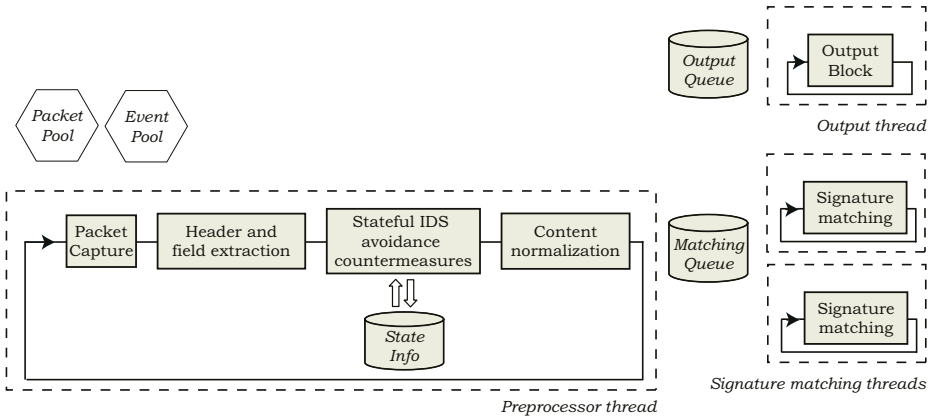 Output
Queue
Output
Block
Output thread
Packet
Pool
Event
Pool
Packet
Capture
Header and
field extraction
Stateful IDS
avoidance
countermeasures
Content
normalization
State
Info
Preprocessor thread
Matching
Queue
Signature
matching
Signature
matching
Signature matching threads